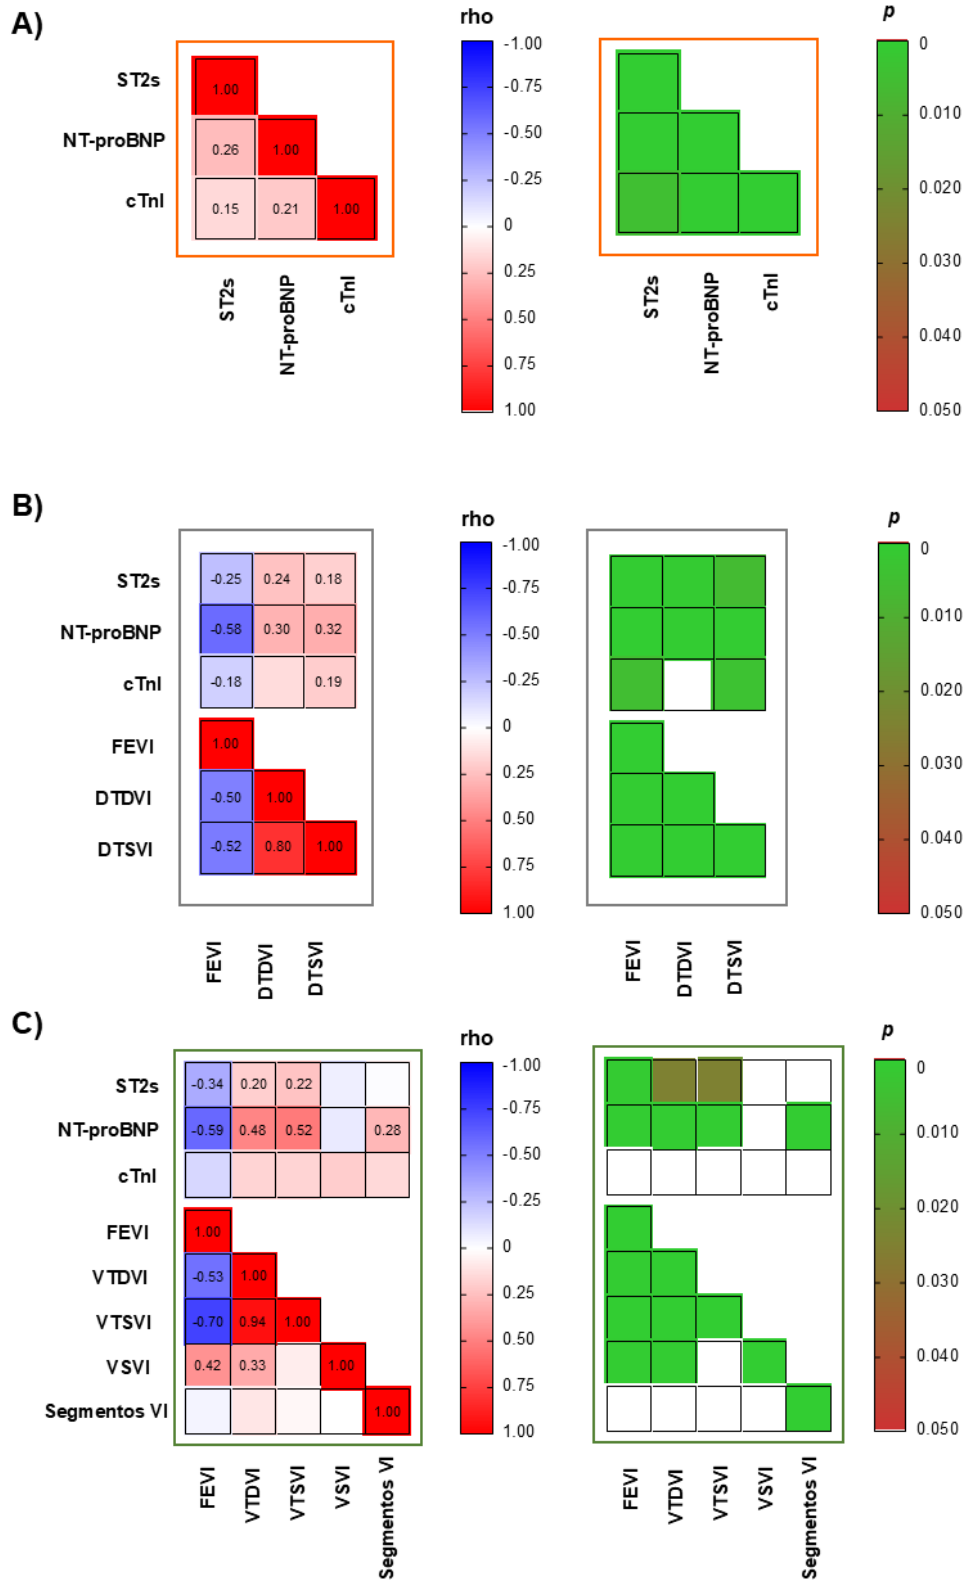 A)
rho
p
ST2s
1.00
NT-proBNP
0.26 1.00
cTnI
0.15 0.21 1.00
ST2s NT-proBNP cTnI
-1.00
-0.75
-0.50
-0.25
0
0.25
0.50
0.75
1.00
ST2s NT-proBNP cTnI
0
0.010
0.020
0.030
0.040
0.050
B)
rho
p
ST2s -0.25 0.24 0.18
NT-proBNP -0.58 0.30 0.32
cTnI -0.18 0.19
FEVI 1.00
DTDVI -0.50 1.00
DTSVI -0.52 0.80 1.00
FEVI DTDVI DTSVI
-1.00
-0.75
-0.50
-0.25
0
0.25
0.50
0.75
1.00
FEVI DTDVI DTSVI
0
0.010
0.020
0.030
0.040
0.050
C)
rho
p
ST2s -0.34 0.20 0.22
NT-proBNP -0.59 0.48 0.52 0.28
cTnI
FEVI 1.00
VTDVI -0.53 1.00
VTSVI -0.70 0.94 1.00
VSVI 0.42 0.33 1.00
Segmentos VI 1.00
FEVI VTDVI VTSVI VSVI Segmentos VI
-1.00
-0.75
-0.50
-0.25
0
0.25
0.50
0.75
1.00
FEVI VTDVI VTSVI VSVI Segmentos VI
0
0.010
0.020
0.030
0.040
0.050